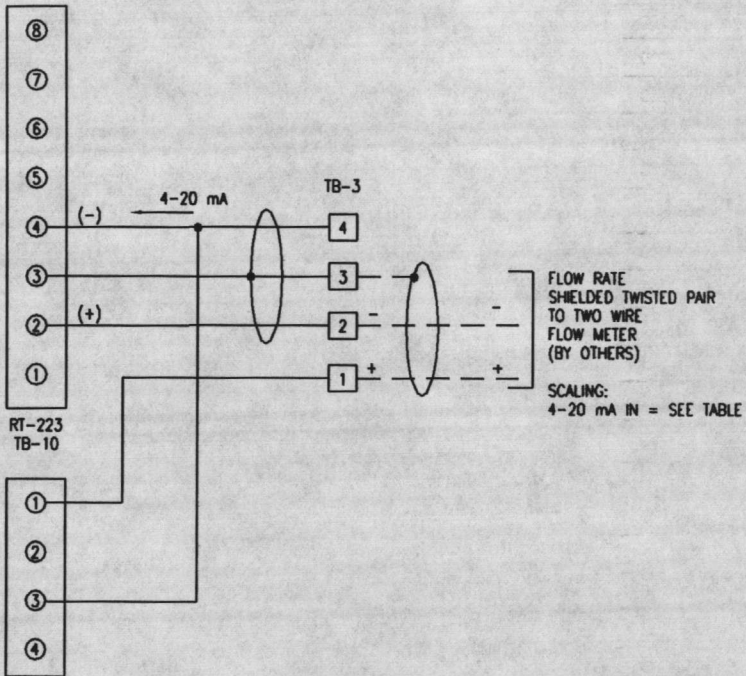 8
7
6
5
4-20 mA
TB-3
4 (-) 4
3 3
FLOW RATE
SHIELDED TWISTED PAIR
2 (+) 2 - -
TO TWO WIRE
FLOW METER
(BY OTHERS)
1 1 + +
SCALING:
4-20 mA IN = SEE TABLE
RT-223
TB-10
1
2
3
4